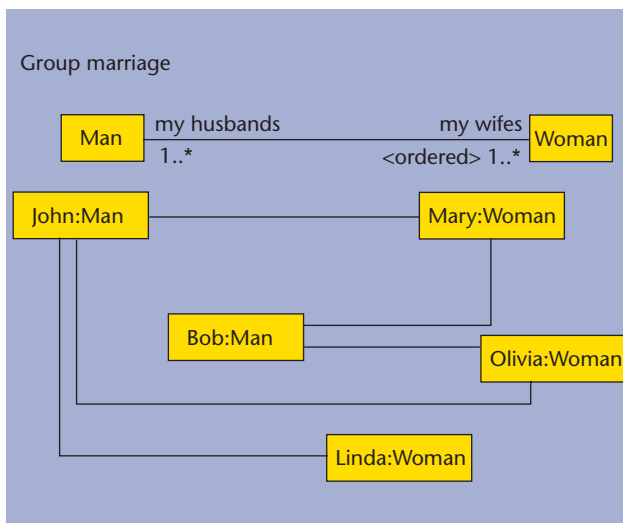 Group marriage
Man
my husbands
1..*
my wifes
<ordered> 1..*
Woman
John:Man
Mary:Woman
Bob:Man
Olivia:Woman
Linda:Woman